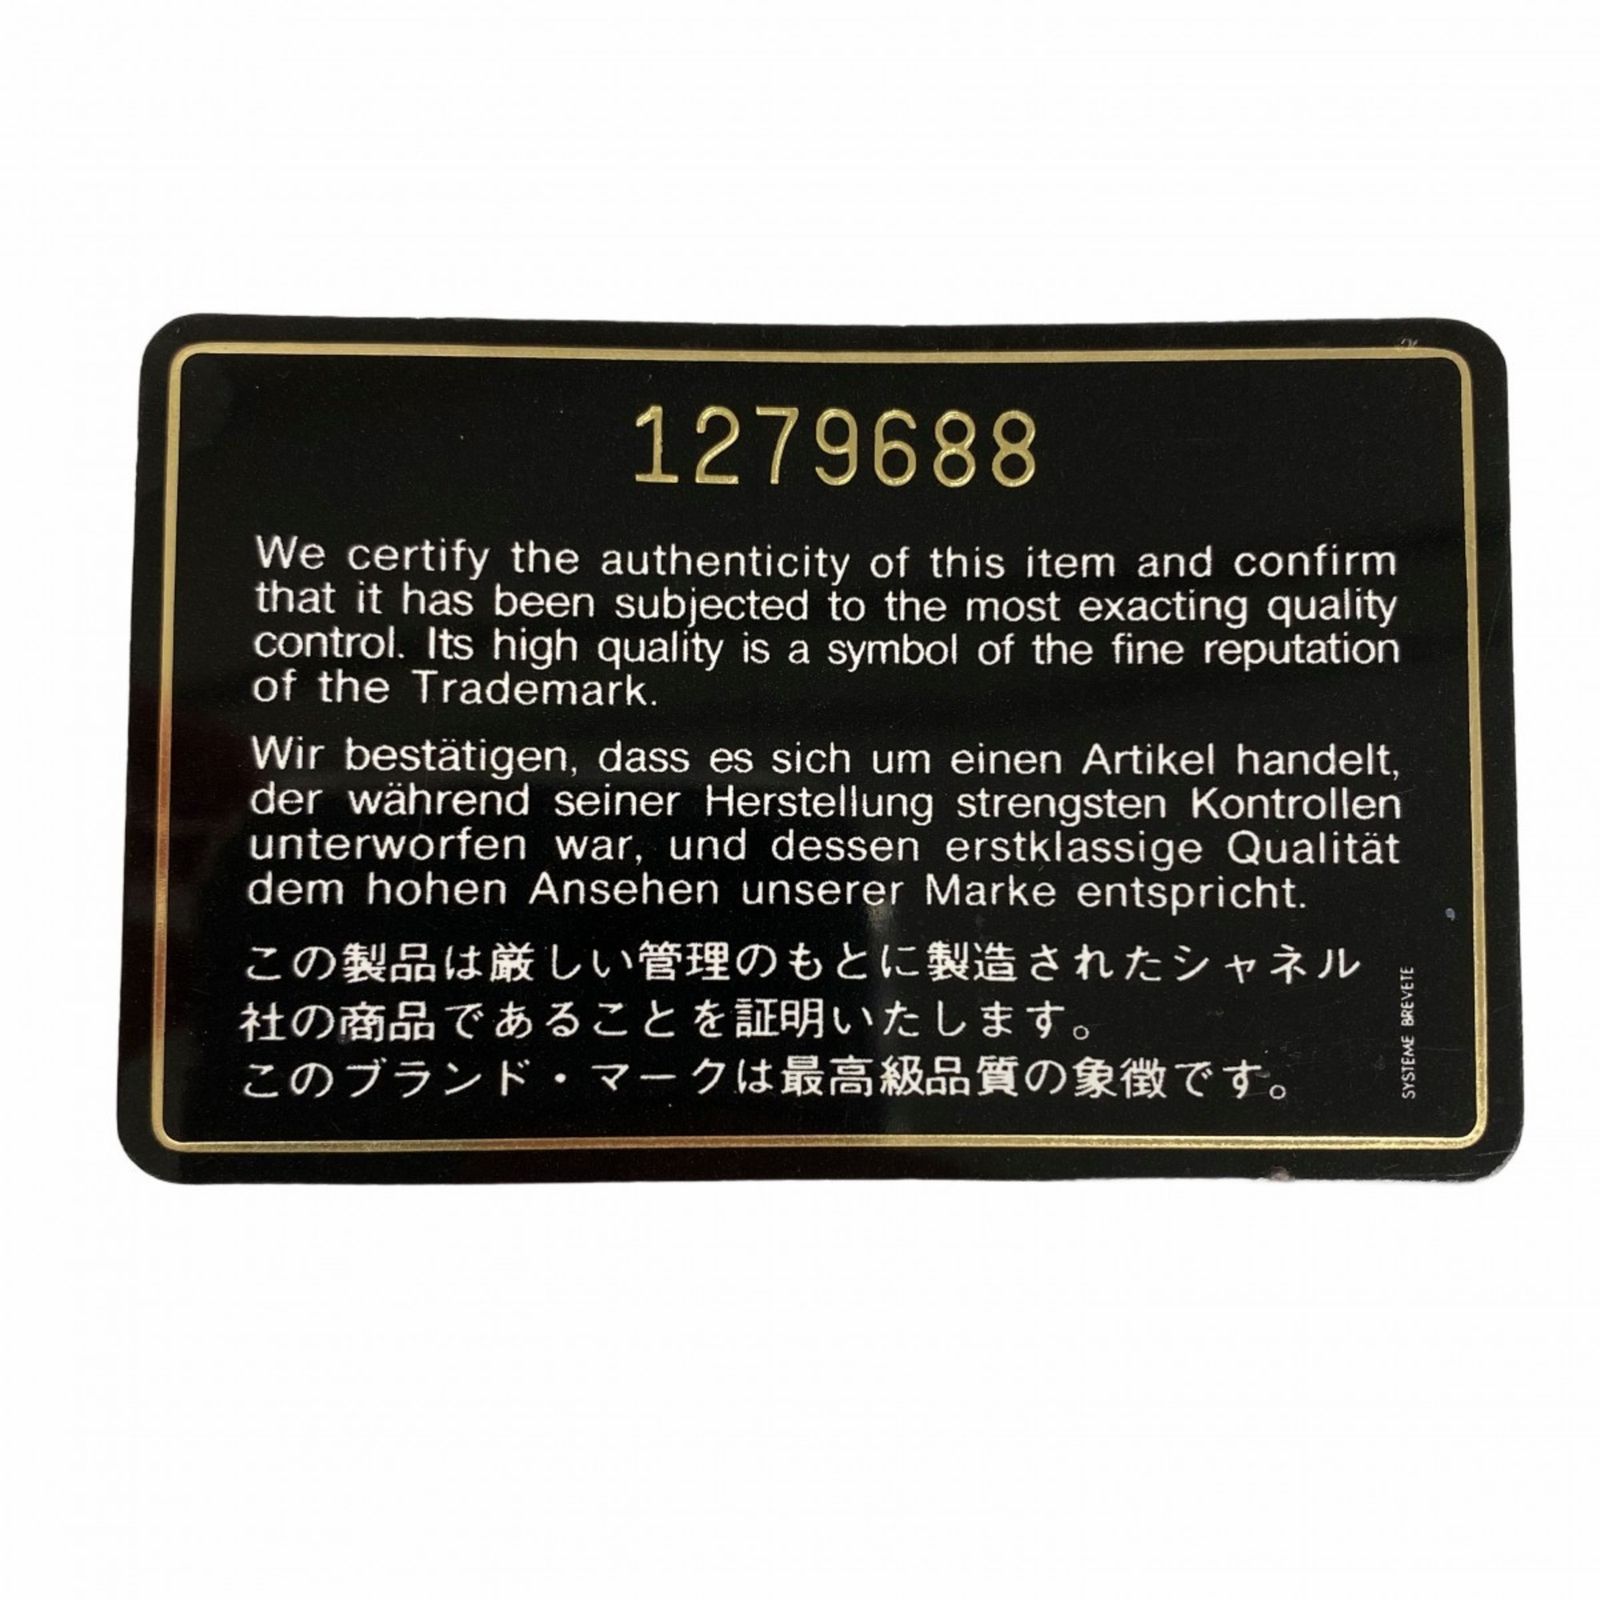 1279688
We certify the authenticity of this item and confirm
that it has been subjected to the most exacting quality
control. Its high quality is a symbol of the fine reputation
of the Trademark.
Wir bestätigen, dass es sich um einen Artikel handelt,
der während seiner Herstellung strengsten Kontrollen
unterworfen war, und dessen erstklassige Qualität
dem hohen Ansehen unserer Marke entspricht.
この製品は厳しい管理のもとに製造されたシャネル
社の商品であることを証明いたします。
このブランド・マークは最高級品質の象徴です。
SYSTEME BREVETE